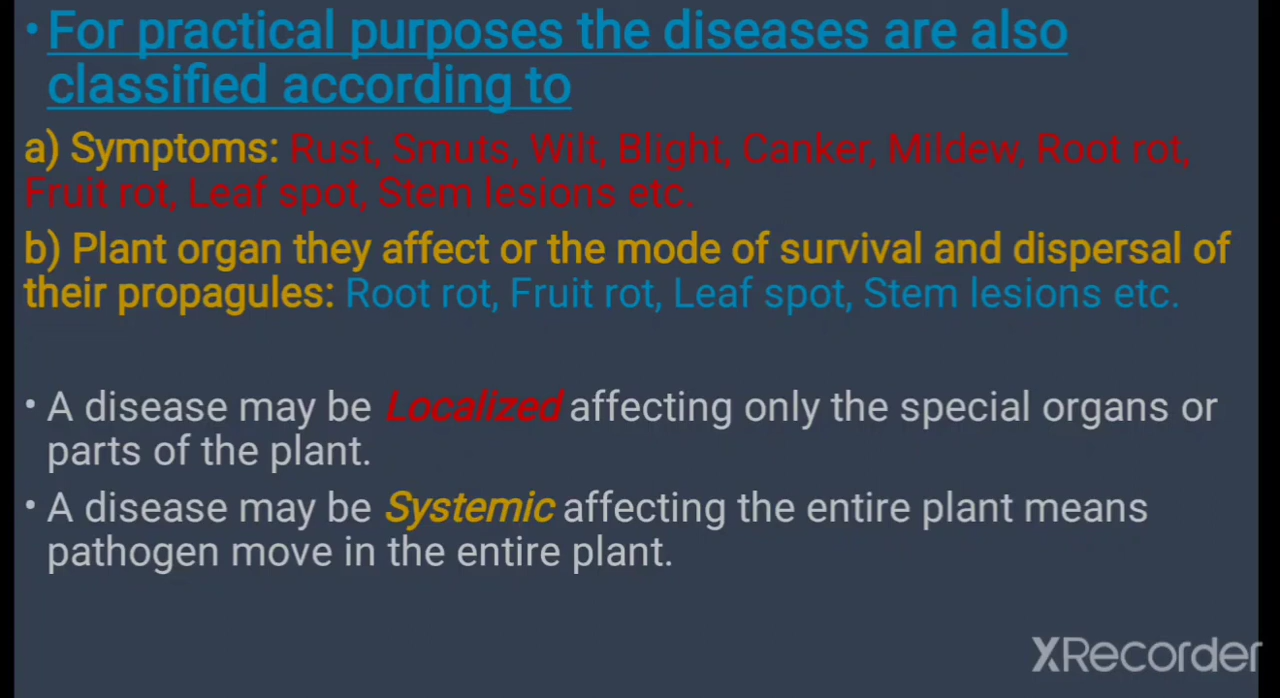 • For practical purposes the diseases are also
classified according to
a) Symptoms: Rust, Smuts, Wilt, Blight, Canker, Mildew, Root rot,
Fruit rot, Leaf spot, Stem lesions etc.
b) Plant organ they affect or the mode of survival and dispersal of
their propagules: Root rot, Fruit rot, Leaf spot, Stem lesions etc.
• A disease may be Localized affecting only the special organs or
parts of the plant.
• A disease may be Systemic affecting the entire plant means
pathogen move in the entire plant.
XRecorder